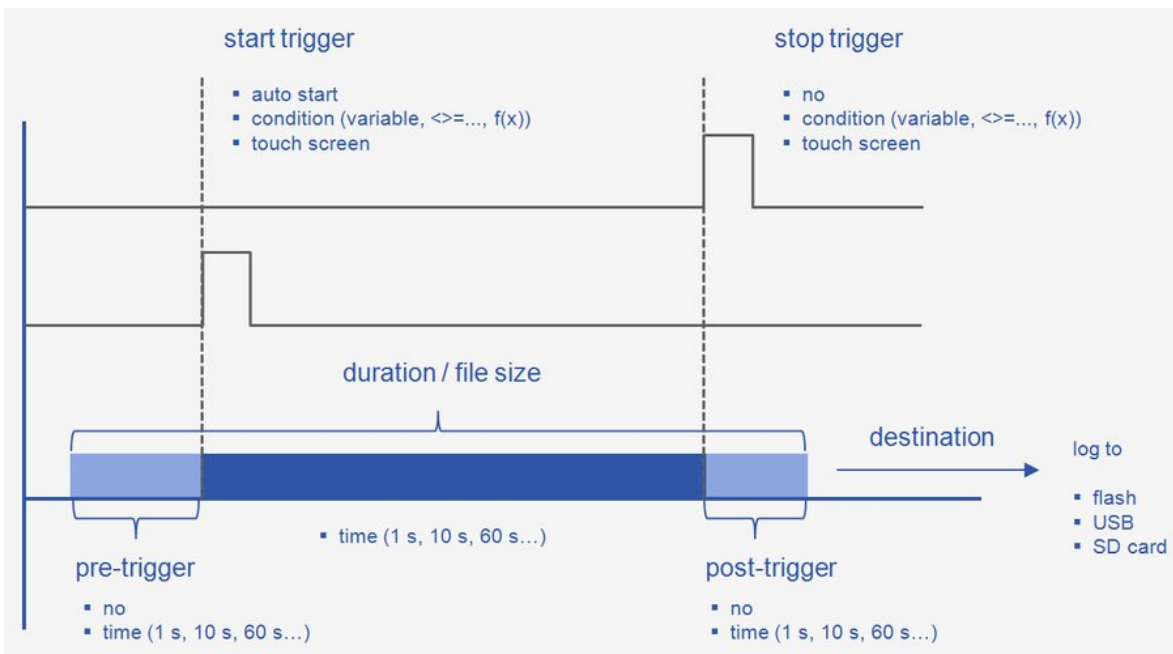 start trigger
▪ auto start
▪ condition (variable, <>=..., f(x))
▪ touch screen
stop trigger
▪ no
▪ condition (variable, <>=..., f(x))
▪ touch screen
duration / file size
destination
log to
▪ flash
▪ USB
▪ SD card
▪ time (1 s, 10 s, 60 s…)
pre-trigger
▪ no
▪ time (1 s, 10 s, 60 s…)
post-trigger
▪ no
▪ time (1 s, 10 s, 60 s…)